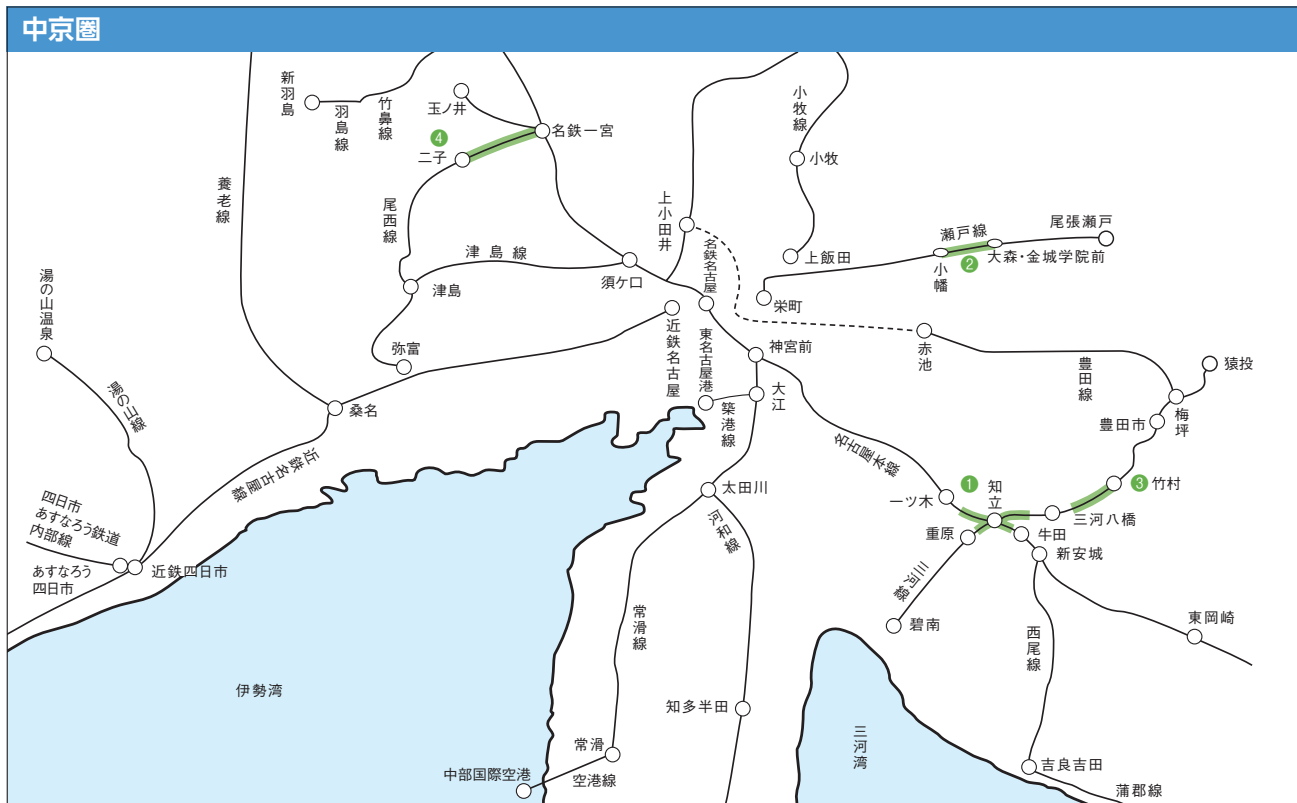 中京圏
新羽島
羽島線
竹鼻線
玉ノ井
名鉄一宮
4
二子
養老線
尾西線
津島線
津島
須ケ口
弥富
上小田井
名鉄名古屋
小牧線
小牧
上飯田
瀬戸線
尾張瀬戸
2
小幡
大森・金城学院前
栄町
近鉄名古屋
東名古屋港
神宮前
大江
築港線
赤池
豊田線
猿投
梅坪
豊田市
湯の山温泉
湯の山線
桑名
近鉄名古屋線
名古屋本線
太田川
河和線
1
知立
一ツ木
重原
牛田
三河八橋
3
竹村
新安城
三河線
碧南
東岡崎
四日市
あすなろう鉄道
内部線
あすなろう
四日市
近鉄四日市
常滑線
西尾線
伊勢湾
知多半田
三河湾
常滑
中部国際空港
空港線
吉良吉田
蒲郡線